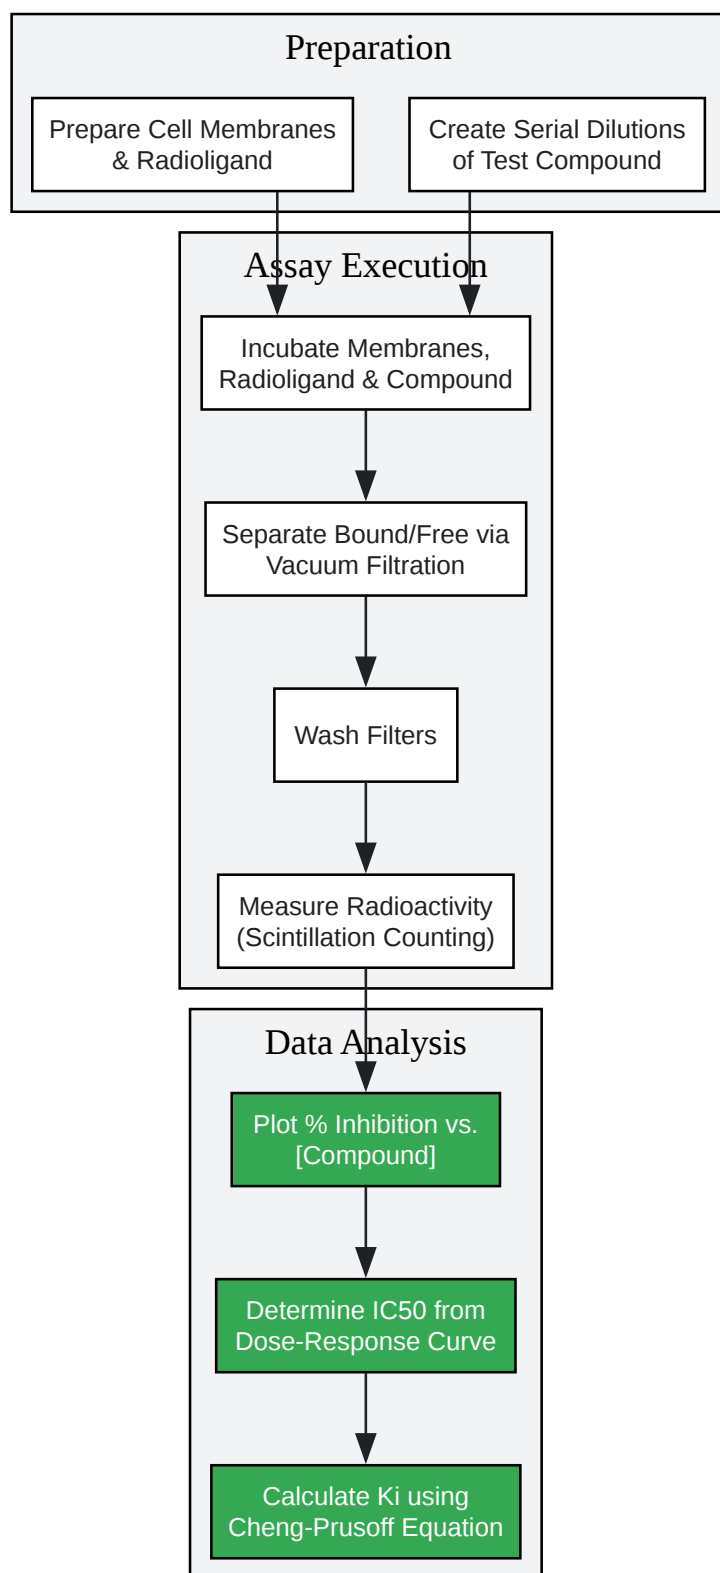 Preparation
Prepare Cell Membranes
& Radioligand
Create Serial Dilutions
of Test Compound
Assay Execution
Incubate Membranes,
Radioligand & Compound
Separate Bound/Free via
Vacuum Filtration
Wash Filters
Measure Radioactivity
(Scintillation Counting)
Data Analysis
Plot % Inhibition vs.
[Compound]
Determine IC50 from
Dose-Response Curve
Calculate Ki using
Cheng-Prusoff Equation